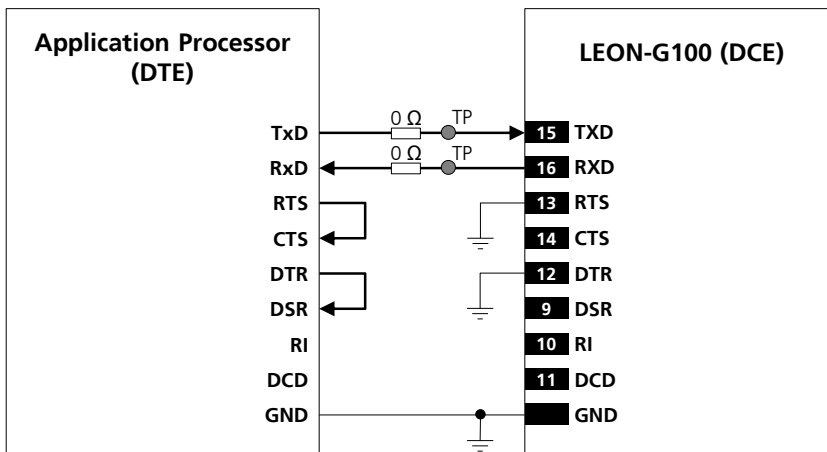 Application Processor
(DTE)
LEON-G100 (DCE)
0 Ω TP
TxD 15 TXD
0 Ω TP
RxD 16 RXD
RTS 13 RTS
CTS 14 CTS
DTR 12 DTR
DSR 9 DSR
RI 10 RI
DCD 11 DCD
GND GND